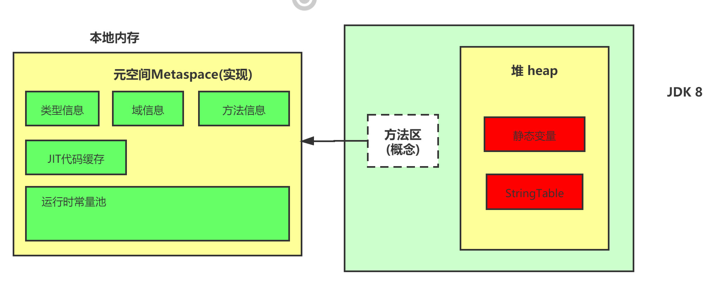 本地内存
元空间Metaspace(实现)
类型信息
域信息
方法信息
JIT代码缓存
运行时常量池
方法区
(概念)
堆 heap
静态变量
StringTable
JDK 8